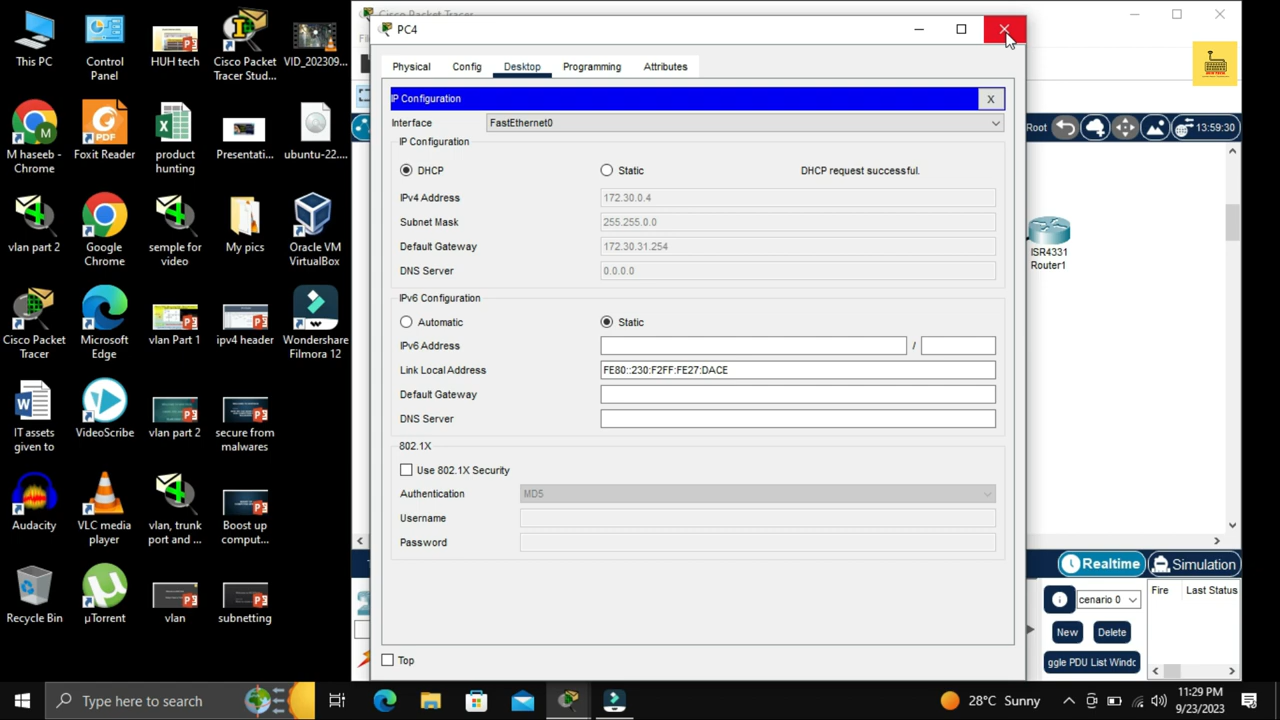 This PC
Control
Panel
HUH tech
Cisco Packet
Tracer Stud...
VID_202309...
M haseeb -
Chrome
Foxit Reader
product
hunting
Presentati...
ubuntu-22....
vlan part 2
Google
Chrome
semple for
video
My pics
Oracle VM
VirtualBox
Cisco Packet
Tracer
Microsoft
Edge
vlan Part 1
ipv4 header
Wondershare
Filmora 12
IT assets
given to
VideoScribe
vlan part 2
secure from
malwares
Audacity
VLC media
player
vlan, trunk
port and ...
Boost up
comput...
Recycle Bin
µTorrent
vlan
subnetting
PC4
Physical Config Desktop Programming Attributes
IP Configuration X
Interface FastEthernet0
IP Configuration
DHCP Static DHCP request successful.
IPv4 Address 172.30.0.4
Subnet Mask 255.255.0.0
Default Gateway 172.30.31.254
DNS Server 0.0.0.0
IPv6 Configuration
Automatic Static
IPv6 Address /
Link Local Address FE80::230:F2FF:FE27:DACE
Default Gateway
DNS Server
802.1X
Use 802.1X Security
Authentication MD5
Username
Password
Top
Root 13:59:30
ISR4331
Router1
Realtime Simulation
cenario 0
Fire Last Status
New Delete
ggle PDU List Windo
Type here to search
28°C Sunny
11:29 PM
9/23/2023